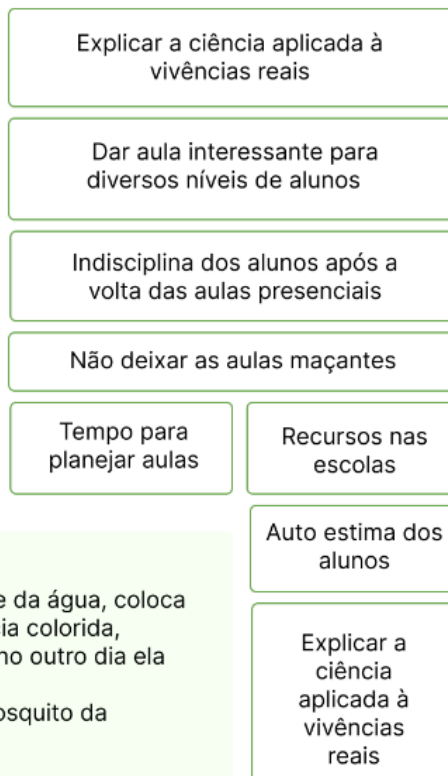 Explicar a ciência aplicada à
vivências reais
Dar aula interessante para
diversos níveis de alunos
Indisciplina dos alunos após a
volta das aulas presenciais
Não deixar as aulas maçantes
Tempo para
planejar aulas
Recursos nas
escolas
Auto estima dos
alunos
da água, coloca
colorida,
no outro dia ela
da
Explicar a
ciência
aplicada à
vivências
reais